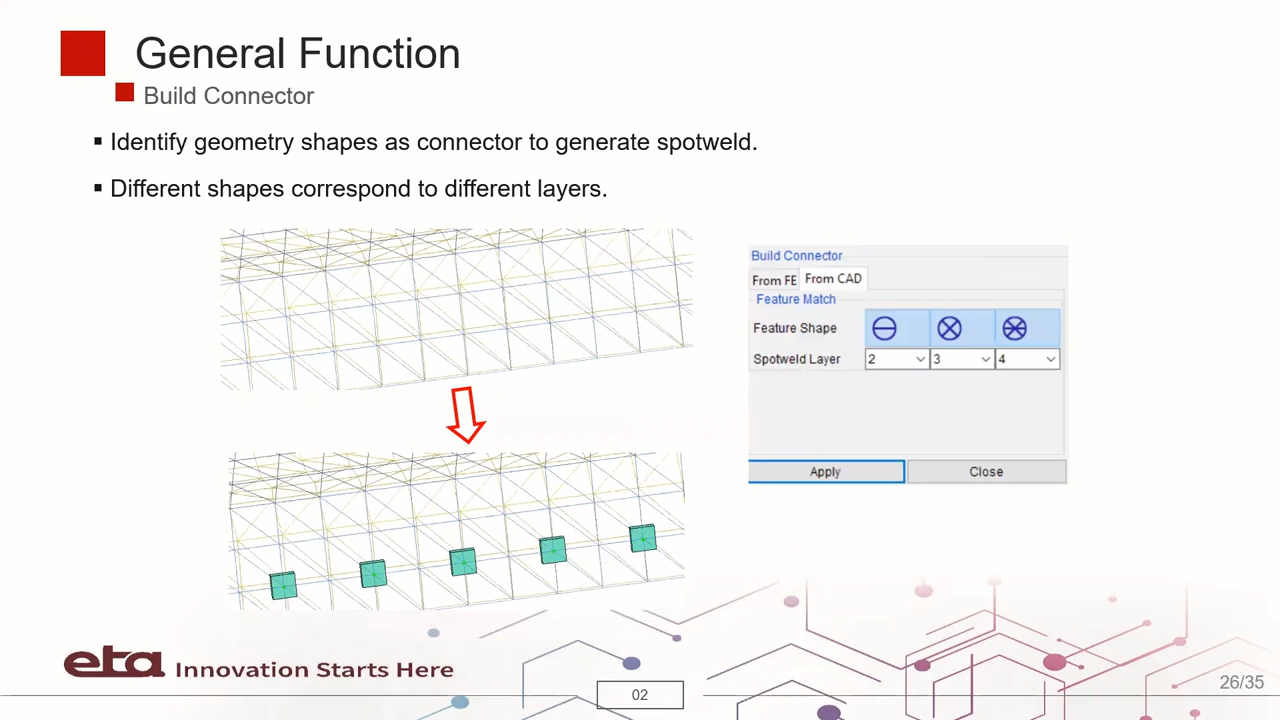 General Function
Build Connector
Identify geometry shapes as connector to generate spotweld.
Different shapes correspond to different layers.
Build Connector
From FE From CAD
Feature Match
Feature Shape
Spotweld Layer 2 3 4
Apply Close
eta Innovation Starts Here
02
26/35